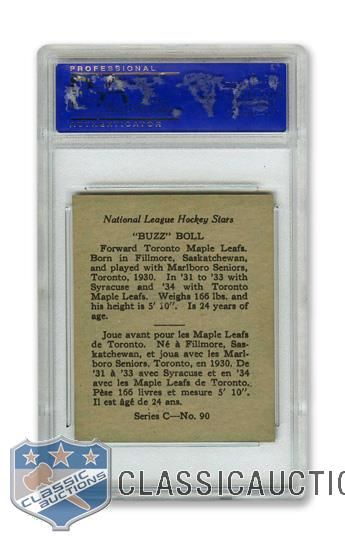 PROFESSIONAL
AUTHENTICATOR
National League Hockey Stars
"BUZZ" BOLL
Forward Toronto Maple Leafs.
Born in Fillmore, Saskatchewan,
and played with Marlboro Seniors,
Toronto, 1930. In '31 to '33 with
Syracuse and '34 with Toronto
Maple Leafs. Weighs 166 lbs. and
his height is 5' 10". Is 24 years of
age.
Joue avant pour les Maple Leafs
de Toronto. Né à Fillmore, Sas-
katchewan, et joua avec les Marl-
boro Seniors, Toronto, en 1930. De
'31 à '33 avec Syracuse et en '34
avec les Maple Leafs de Toronto.
Pèse 166 livres et mesure 5' 10".
Il est âgé de 24 ans.
Series C—No. 90
CLASSIC
AUCTIONS
CLASSICAUCTIO